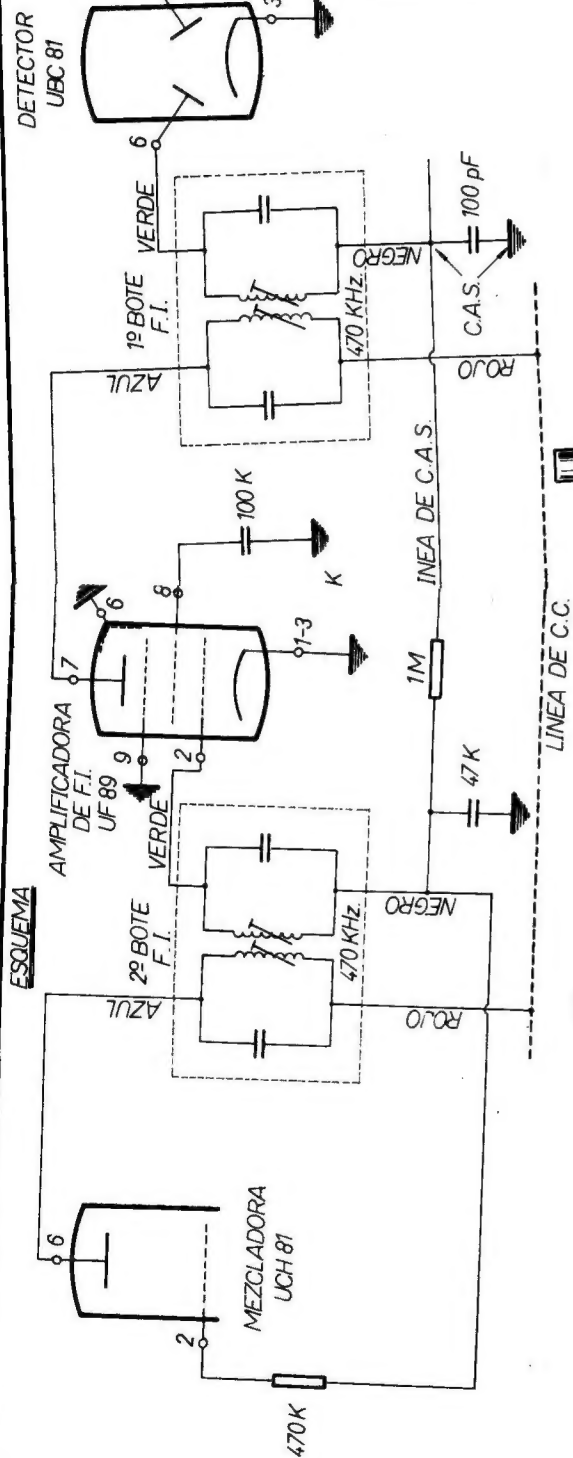 ESQUEMA
DETECTOR
UBC 81
3
6
VERDE
1º BOTE
F.I.
AZUL
470 KHz.
NEGRO
ROJO
C.A.S.
100 pF
AMPLIFICADORA
DE F.I.
UF 89
7
6
9
8
2
1-3
100 K
K
VERDE
2º BOTE
F.I.
AZUL
470 KHz.
NEGRO
ROJO
INEA DE C.A.S.
1M
47 K
LINEA DE C.C.
6
2
MEZCLADORA
UCH 81
470K